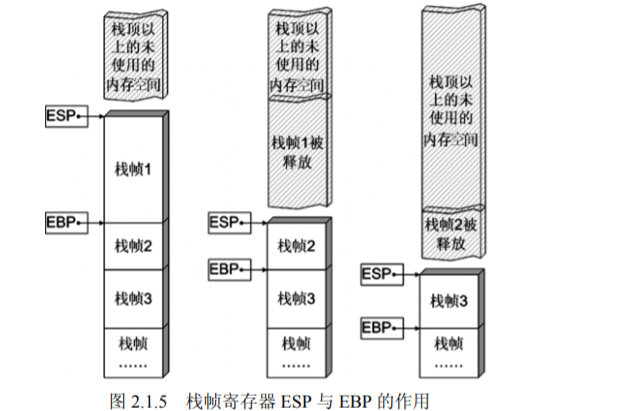 栈顶以
上的未
使用的
内存空间
ESP
栈帧1
EBP
栈帧2
栈帧3
栈帧
……
栈顶以
上的未
使用的
内存空间
栈帧1被
释放
ESP
栈帧2
EBP
栈帧3
栈帧
……
栈顶以
上的未
使用的
内存空间
栈帧2被
释放
ESP
栈帧3
EBP
栈帧
……
图 2.1.5 栈帧寄存器 ESP 与 EBP 的作用